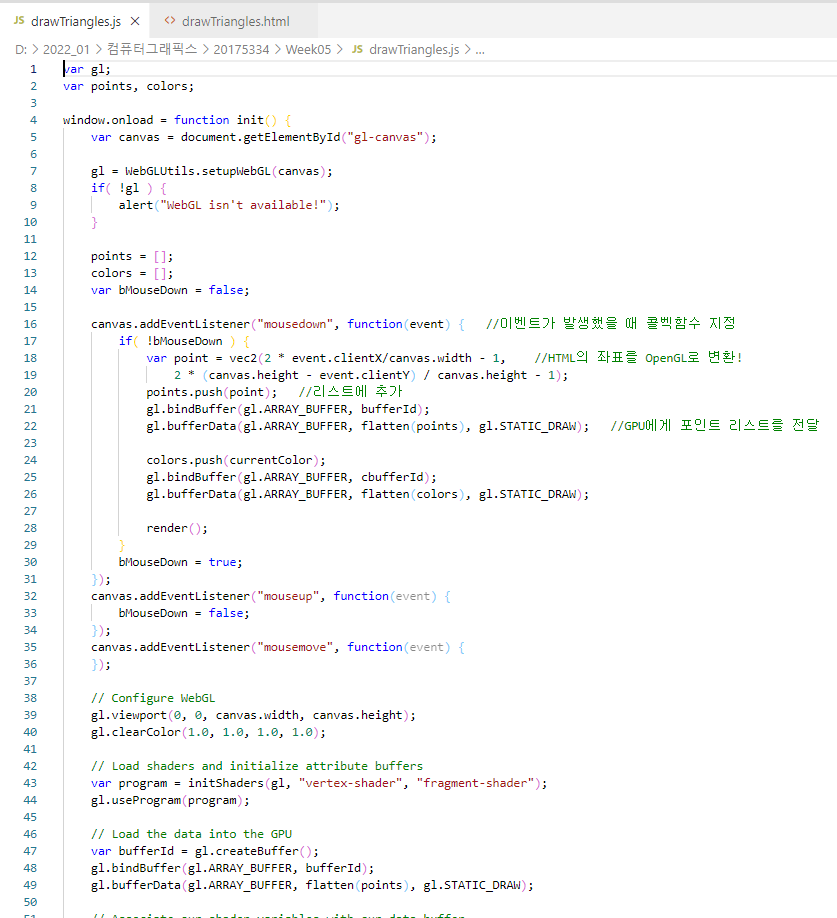 JS drawTriangles.js × <> drawTriangles.html
D: > 2022_01 > 컴퓨터그래픽스 > 20175334 > Week05 > JS drawTriangles.js > ...
1 var gl;
2 var points, colors;
3
4 window.onload = function init() {
5 var canvas = document.getElementById("gl-canvas");
6
7 gl = WebGLUtils.setupWebGL(canvas);
8 if( !gl ) {
9 alert("WebGL isn't available!");
10 }
11
12 points = [];
13 colors = [];
14 var bMouseDown = false;
15
16 canvas.addEventListener("mousedown", function(event) { //이벤트가 발생했을 때 콜벡함수 지정
17 if( !bMouseDown ) {
18 var point = vec2(2 * event.clientX/canvas.width - 1, //HTML의 좌표를 OpenGL로 변환!
19 2 * (canvas.height - event.clientY) / canvas.height - 1);
20 points.push(point); //리스트에 추가
21 gl.bindBuffer(gl.ARRAY_BUFFER, bufferId);
22 gl.bufferData(gl.ARRAY_BUFFER, flatten(points), gl.STATIC_DRAW); //GPU에게 포인트 리스트를 전달
23
24 colors.push(currentColor);
25 gl.bindBuffer(gl.ARRAY_BUFFER, cbufferId);
26 gl.bufferData(gl.ARRAY_BUFFER, flatten(colors), gl.STATIC_DRAW);
27
28 render();
29 }
30 bMouseDown = true;
31 });
32 canvas.addEventListener("mouseup", function(event) {
33 bMouseDown = false;
34 });
35 canvas.addEventListener("mousemove", function(event) {
36 });
37
38 // Configure WebGL
39 gl.viewport(0, 0, canvas.width, canvas.height);
40 gl.clearColor(1.0, 1.0, 1.0, 1.0);
41
42 // Load shaders and initialize attribute buffers
43 var program = initShaders(gl, "vertex-shader", "fragment-shader");
44 gl.useProgram(program);
45
46 // Load the data into the GPU
47 var bufferId = gl.createBuffer();
48 gl.bindBuffer(gl.ARRAY_BUFFER, bufferId);
49 gl.bufferData(gl.ARRAY_BUFFER, flatten(points), gl.STATIC_DRAW);
50
51 // Associate our shader variables with our data buffer